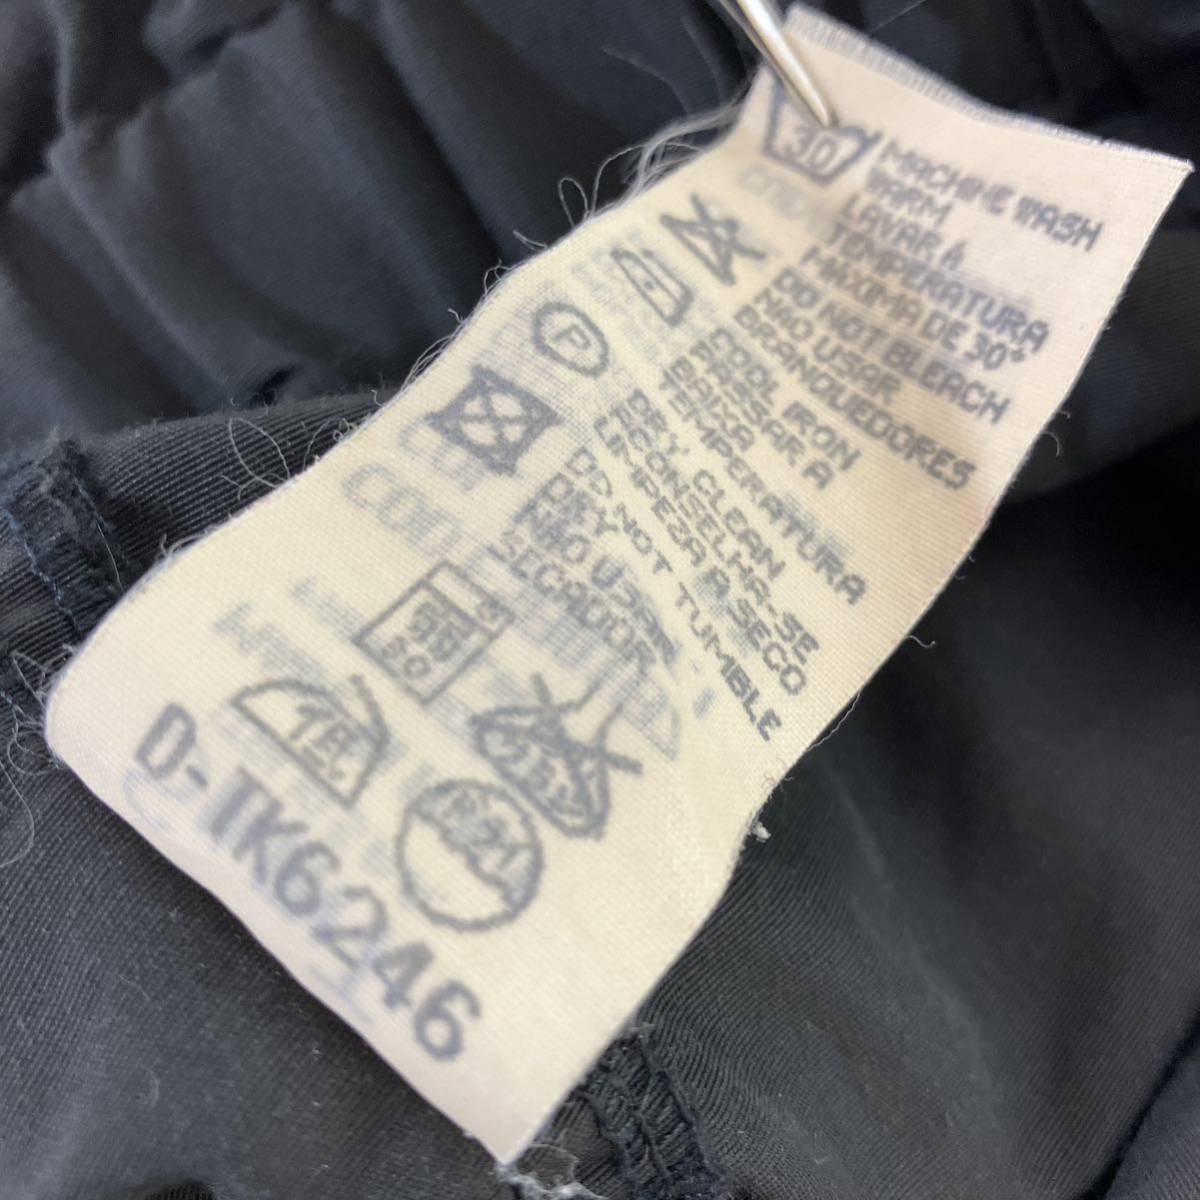 30
MACHINE WASH
WARM
LAVAR Á
TEMPERATURA
MÁXIMA DE 30°
DO NOT BLEACH
NÃO USAR
BRANQUEDORES
COOL IRON
PASSAR A
BAIXA
TEMPERATURA
P
DRY CLEAN
ACONSELHA-SE
LIMPEZA A SECO
DO NOT TUMBLE
DRY
NÃO USAR
SECADOR
D-TK6246